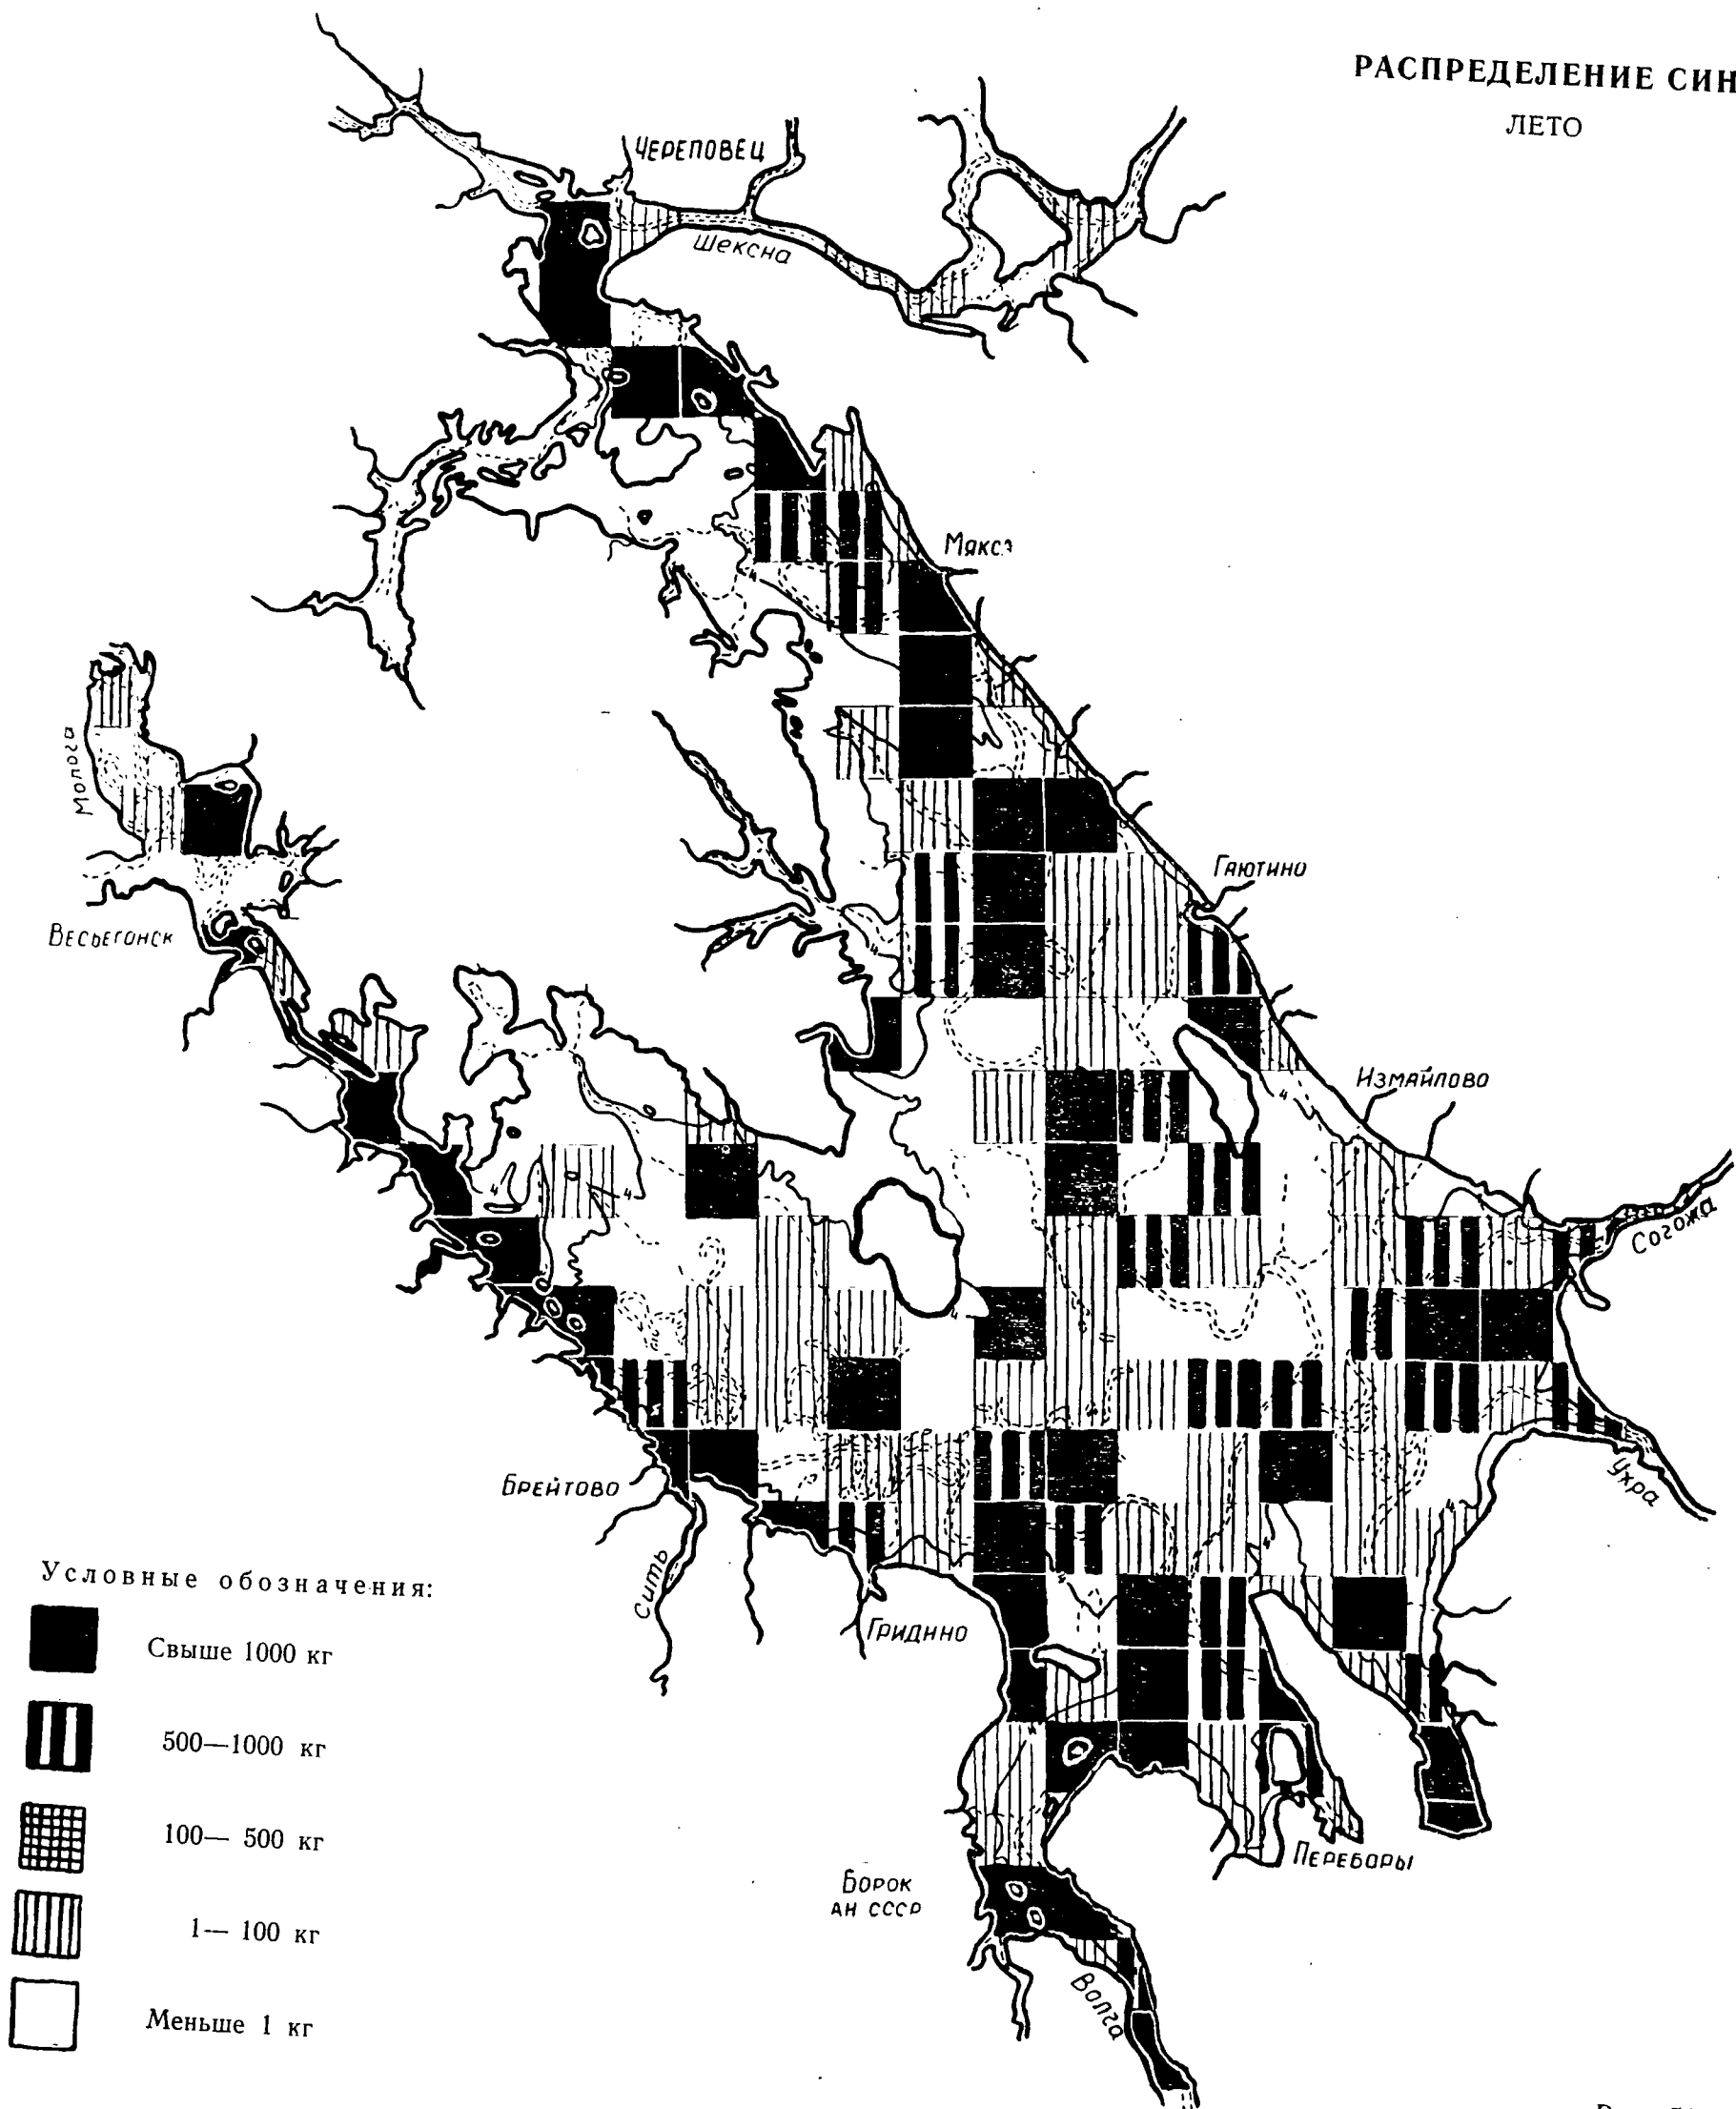 РАСПРЕДЕЛЕНИЕ СИН
ЛЕТО
ЧЕРЕПОВЕЦ
Шексна
Мякса
Молога
Гаютино
Весьегонск
Измайлово
Согожа
Брейтово
Ухра
Сить
Гридино
Переборы
Борок
АН СССР
Волга
Условные обозначения:
Свыше 1000 кг
500—1000 кг
100— 500 кг
1— 100 кг
Меньше 1 кг